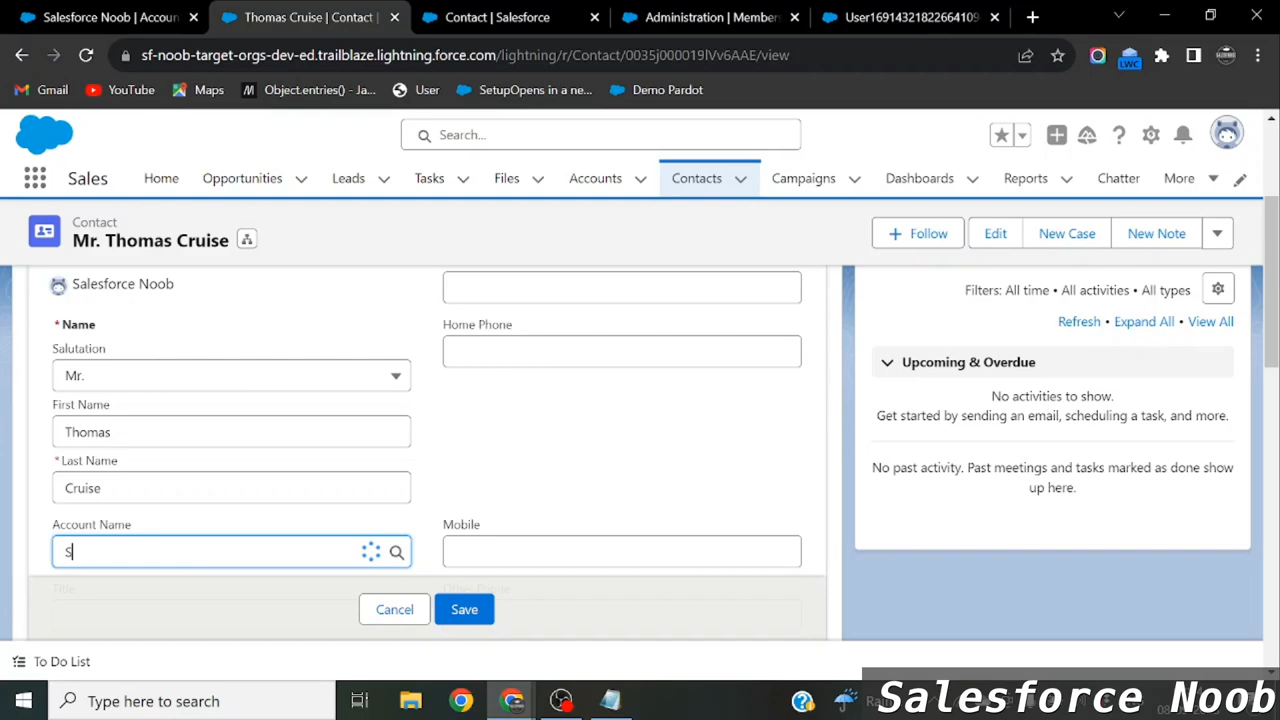 Salesforce Noob | Accoun
Thomas Cruise | Contact |
Contact | Salesforce
Administration | Member
User16914321822664109
sf-noob-target-orgs-dev-ed.trailblaze.lightning.force.com/lightning/r/Contact/0035j000019lVv6AAE/view
LWC
Gmail
YouTube
Maps
Object.entries() - Ja...
User
SetupOpens in a ne...
Demo Pardot
Search...
Sales
Home
Opportunities
Leads
Tasks
Files
Accounts
Contacts
Campaigns
Dashboards
Reports
Chatter
More
Contact
Mr. Thomas Cruise
Follow
Edit
New Case
New Note
Salesforce Noob
* Name
Salutation
Mr.
First Name
Thomas
* Last Name
Cruise
Account Name
S
Title
Home Phone
Mobile
Other Phone
Cancel
Save
Filters: All time • All activities • All types
Refresh • Expand All • View All
Upcoming & Overdue
No activities to show.
Get started by sending an email, scheduling a task, and more.
No past activity. Past meetings and tasks marked as done show
up here.
To Do List
Type here to search
Salesforce Noob